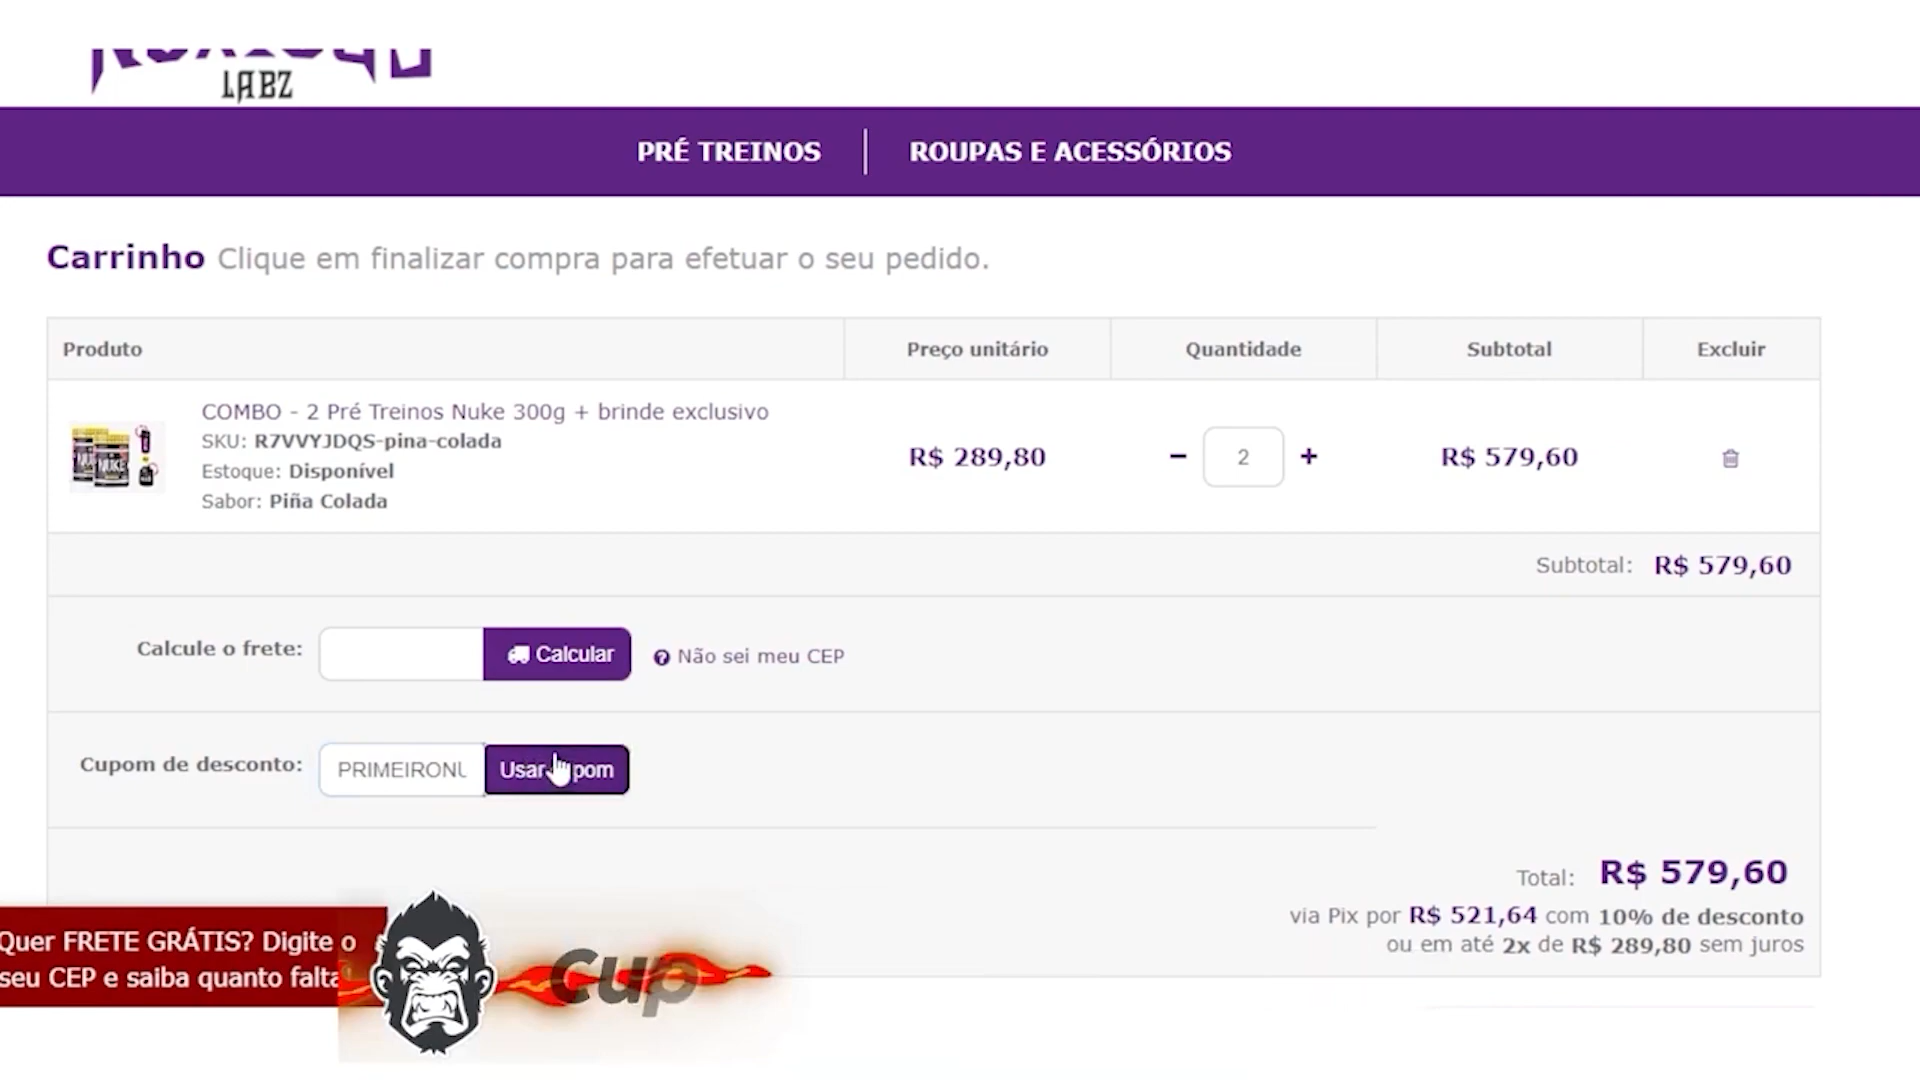 LABZ
PRÉ TREINOS
ROUPAS E ACESSÓRIOS
Carrinho Clique em finalizar compra para efetuar o seu pedido.
Produto Preço unitário Quantidade Subtotal Excluir
COMBO - 2 Pré Treinos Nuke 300g + brinde exclusivo
SKU: R7VVYJDQS-pina-colada
Estoque: Disponível
Sabor: Piña Colada
R$ 289,80
- 2 +
R$ 579,60
NUKE
Subtotal: R$ 579,60
Calcule o frete: Calcular Não sei meu CEP
Cupom de desconto: PRIMEIRONU Usar
Total: R$ 579,60
via Pix por R$ 521,64 com 10% de desconto
ou em até 2x de R$ 289,80 sem juros
Quer FRETE GRÁTIS? Digite o
seu CEP e saiba quanto falta
Cup